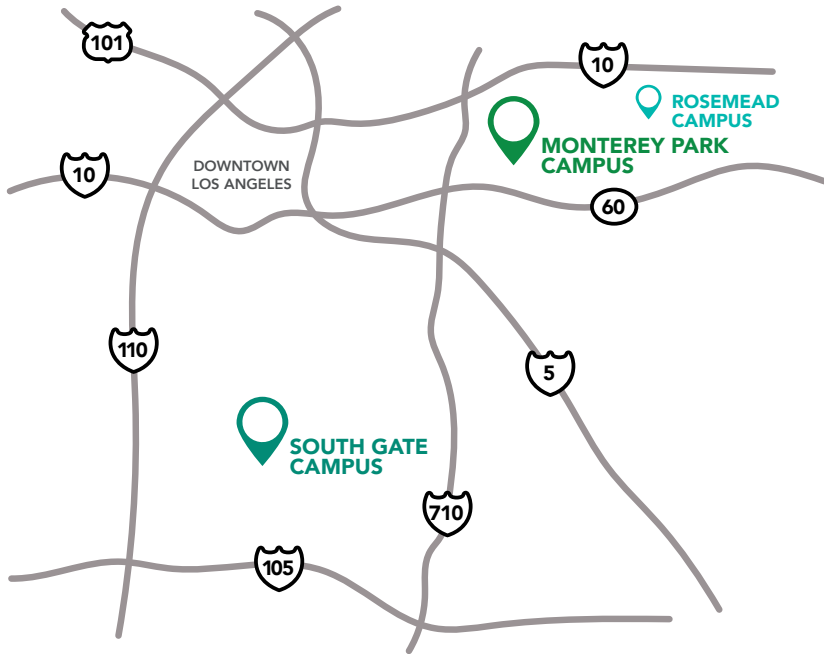 101
10
ROSEMEAD
CAMPUS
MONTEREY PARK
CAMPUS
DOWNTOWN
LOS ANGELES
10
60
110
5
SOUTH GATE
CAMPUS
710
105